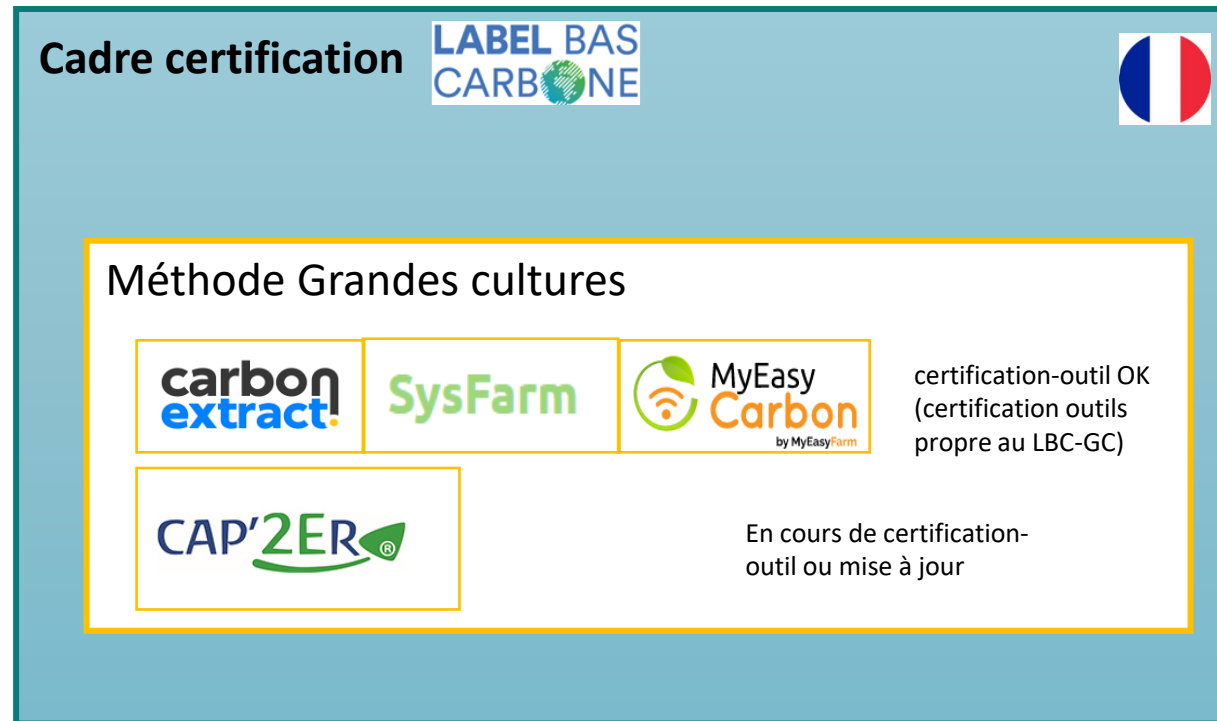 Cadre certification
LABEL BAS
CARBONE
Méthode Grandes cultures
carbon
extract!
SysFarm
MyEasy
Carbon
by MyEasyFarm
certification-outil OK
(certification outils
propre au LBC-GC)
CAP'2ER®
En cours de certification-
outil ou mise à jour